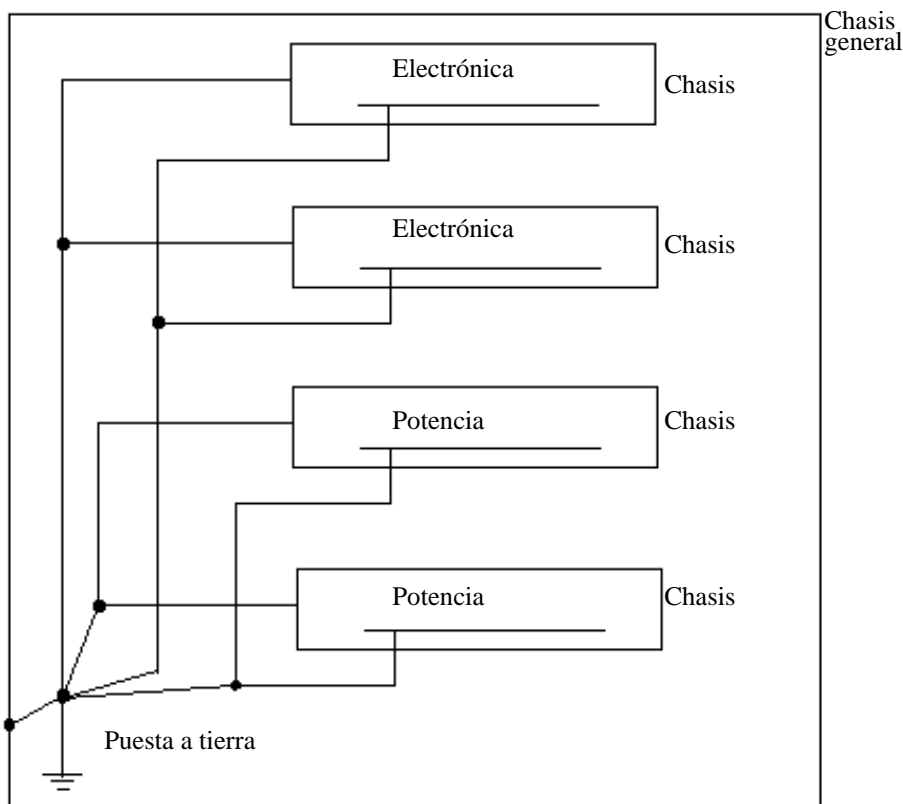 Chasis
general
Electrónica
Chasis
Electrónica
Chasis
Potencia
Chasis
Potencia
Chasis
Puesta a tierra